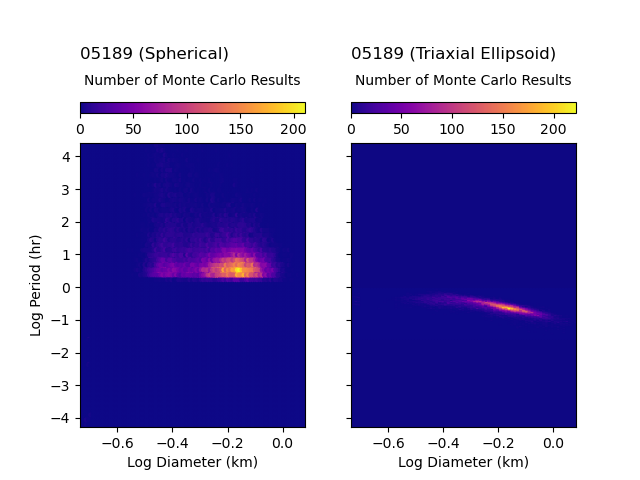 05189 (Spherical)
Number of Monte Carlo Results
0 50 100 150 200
4
3
2
1
0
−1
−2
−3
−4
Log Period (hr)
−0.6 −0.4 −0.2 0.0
Log Diameter (km)
05189 (Triaxial Ellipsoid)
Number of Monte Carlo Results
0 50 100 150 200
−0.6 −0.4 −0.2 0.0
Log Diameter (km)